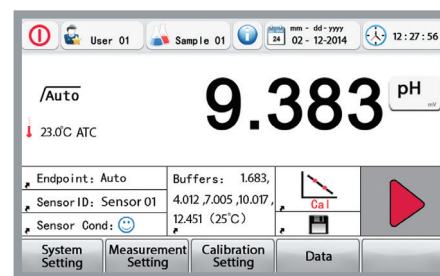 User 01 Sample 01 mm - dd - yyyy
24 02 - 12-2014 12:27:56
/Auto 9.383 pH
mV
23.0℃ ATC
Endpoint: Auto
Sensor ID: Sensor 01
Sensor Cond:
Buffers: 1.683,
4.012 ,7.005 ,10.017 ,
12.451 (25℃)
Cal
System
Setting
Measurement
Setting
Calibration
Setting
Data